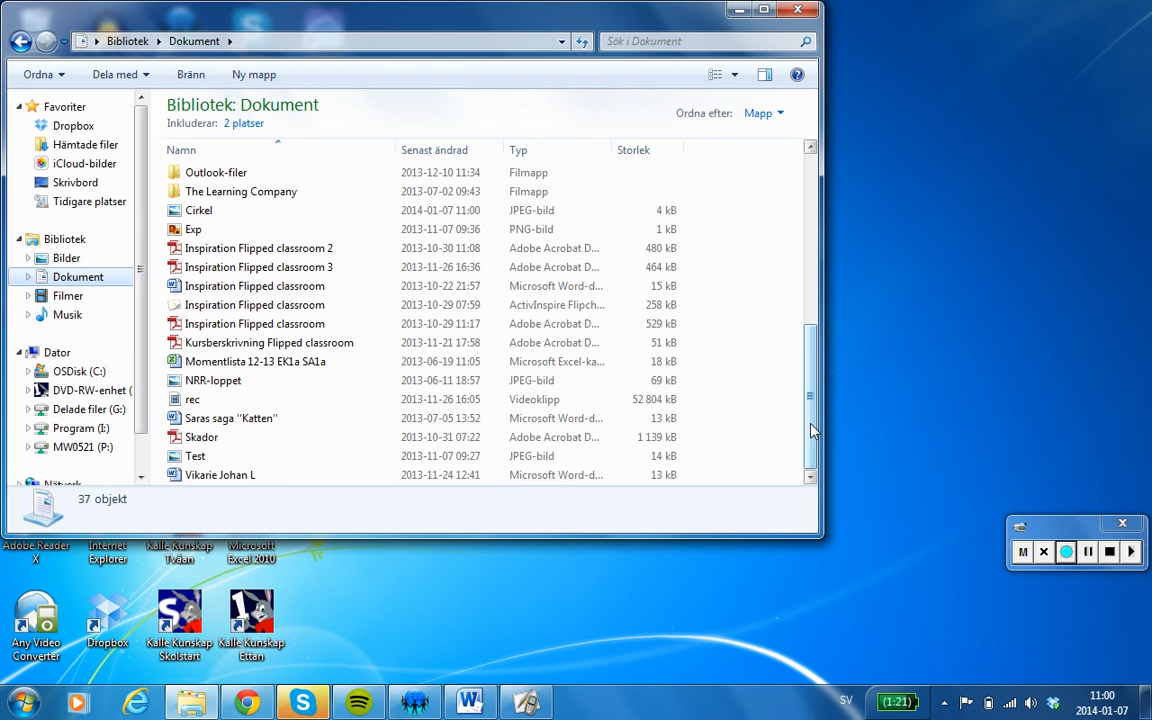 Bibliotek Dokument
Sök i Dokument
Ordna Dela med Bränn Ny mapp
Favoriter
Dropbox
Hämtade filer
iCloud-bilder
Skrivbord
Tidigare platser
Bibliotek
Bilder
Dokument
Filmer
Musik
Dator
OSDisk (C:)
DVD-RW-enhet (
Delade filer (G:)
Program (I:)
MW0521 (P:)
Bibliotek: Dokument
Inkluderar: 2 platser
Ordna efter: Mapp
Namn Senast ändrad Typ Storlek
Outlook-filer 2013-12-10 11:34 Filmapp
The Learning Company 2013-07-02 09:43 Filmapp
Cirkel 2014-01-07 11:00 JPEG-bild 4 kB
Exp 2013-11-07 09:36 PNG-bild 1 kB
Inspiration Flipped classroom 2 2013-10-30 11:08 Adobe Acrobat D... 480 kB
Inspiration Flipped classroom 3 2013-11-26 16:36 Adobe Acrobat D... 464 kB
Inspiration Flipped classroom 2013-10-22 21:57 Microsoft Word-d... 15 kB
Inspiration Flipped classroom 2013-10-29 07:59 ActivInspire Flipch... 258 kB
Inspiration Flipped classroom 2013-10-29 11:17 Adobe Acrobat D... 529 kB
Kursberskrivning Flipped classroom 2013-11-21 17:58 Adobe Acrobat D... 51 kB
Momentlista 12-13 EK1a SA1a 2013-06-19 11:05 Microsoft Excel-ka... 18 kB
NRR-loppet 2013-06-11 18:57 JPEG-bild 69 kB
rec 2013-11-26 16:05 Videoklipp 52 804 kB
Saras saga ''Katten'' 2013-07-05 13:52 Microsoft Word-d... 13 kB
Skador 2013-10-31 07:22 Adobe Acrobat D... 1 139 kB
Test 2013-11-07 09:27 JPEG-bild 14 kB
Vikarie Johan L 2013-11-24 12:41 Microsoft Word-d... 13 kB
37 objekt
M
Adobe Reader X
Internet Explorer
Kalle Kunskap Tvåan
Microsoft Excel 2010
Any Video Converter
Dropbox
Kalle Kunskap Skolstart
Kalle Kunskap Ettan
SV
(1:21)
11:00
2014-01-07